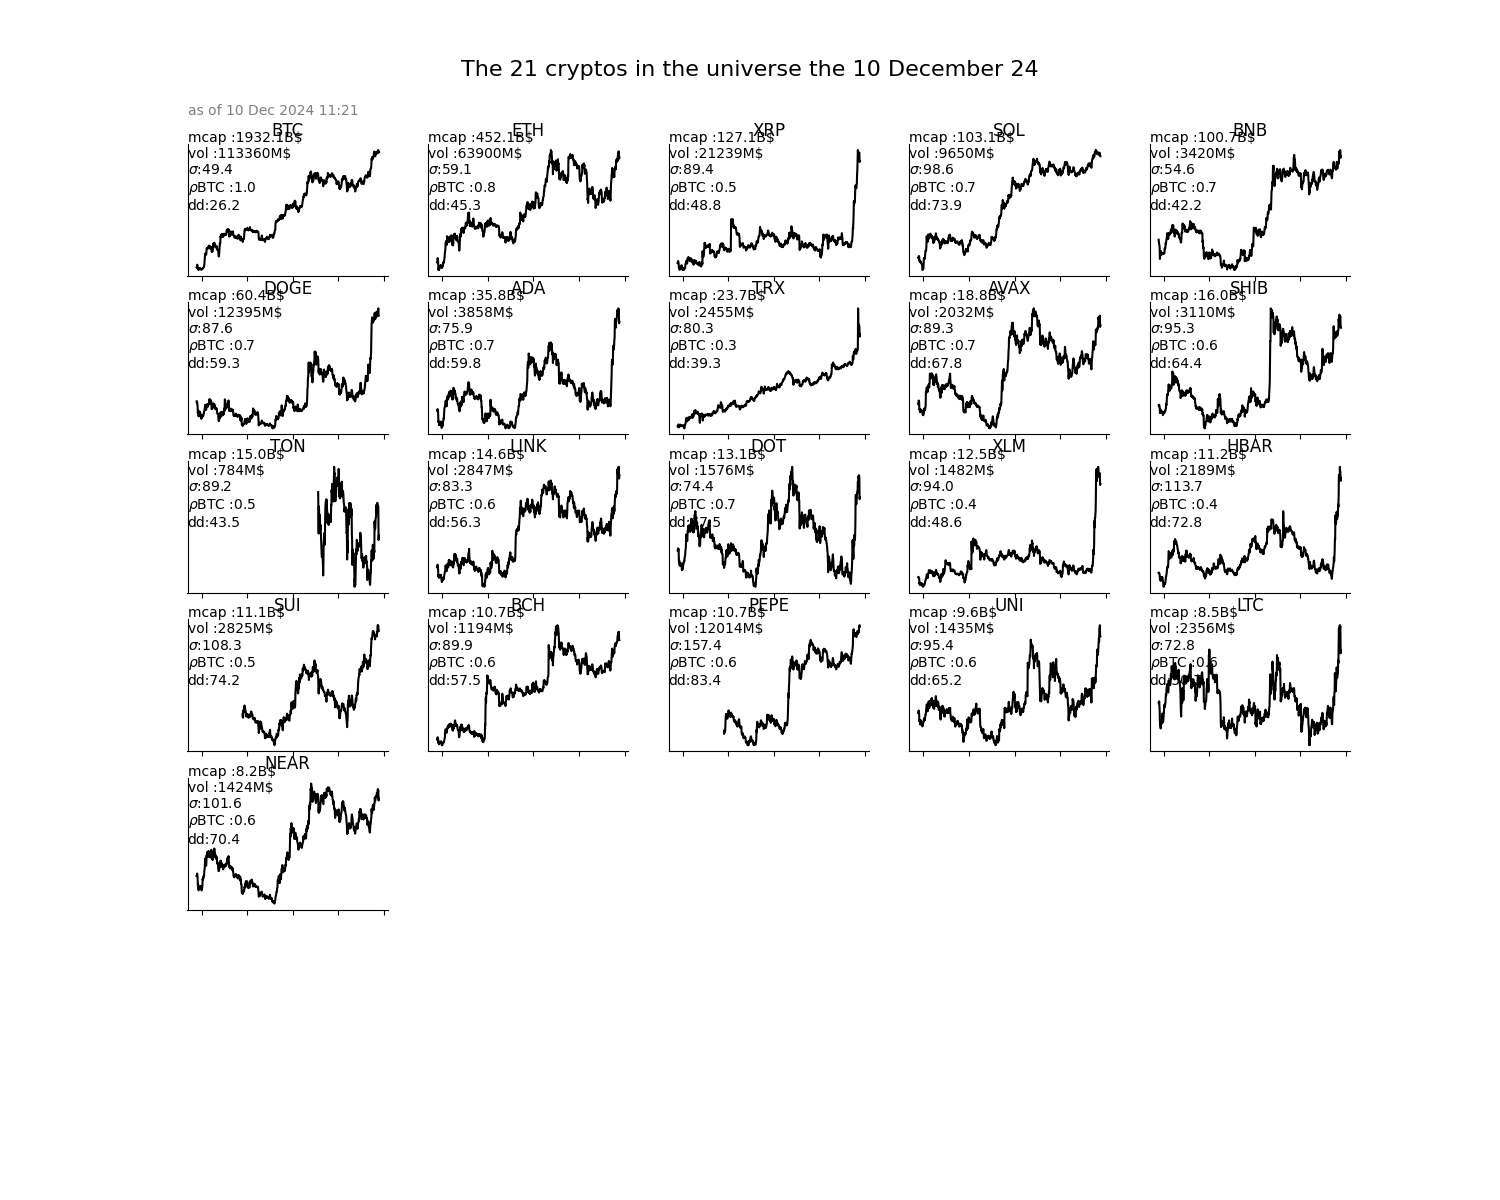 The 21 cryptos in the universe the 10 December 24
as of 10 Dec 2024 11:21
BTC
mcap :1932.1B$
vol :113360M$
σ:49.4
ρBTC :1.0
dd:26.2
ETH
mcap :452.1B$
vol :63900M$
σ:59.1
ρBTC :0.8
dd:45.3
XRP
mcap :127.1B$
vol :21239M$
σ:89.4
ρBTC :0.5
dd:48.8
SOL
mcap :103.1B$
vol :9650M$
σ:98.6
ρBTC :0.7
dd:73.9
BNB
mcap :100.7B$
vol :3420M$
σ:54.6
ρBTC :0.7
dd:42.2
DOGE
mcap :60.4B$
vol :12395M$
σ:87.6
ρBTC :0.7
dd:59.3
ADA
mcap :35.8B$
vol :3858M$
σ:75.9
ρBTC :0.7
dd:59.8
TRX
mcap :23.7B$
vol :2455M$
σ:80.3
ρBTC :0.3
dd:39.3
AVAX
mcap :18.8B$
vol :2032M$
σ:89.3
ρBTC :0.7
dd:67.8
SHIB
mcap :16.0B$
vol :3110M$
σ:95.3
ρBTC :0.6
dd:64.4
TON
mcap :15.0B$
vol :784M$
σ:89.2
ρBTC :0.5
dd:43.5
LINK
mcap :14.6B$
vol :2847M$
σ:83.3
ρBTC :0.6
dd:56.3
DOT
mcap :13.1B$
vol :1576M$
σ:74.4
ρBTC :0.7
XLM
mcap :12.5B$
vol :1482M$
σ:94.0
ρBTC :0.4
dd:48.6
HBAR
mcap :11.2B$
vol :2189M$
σ:113.7
ρBTC :0.4
dd:72.8
SUI
mcap :11.1B$
vol :2825M$
σ:108.3
ρBTC :0.5
dd:74.2
BCH
mcap :10.7B$
vol :1194M$
σ:89.9
ρBTC :0.6
dd:57.5
PEPE
mcap :10.7B$
vol :12014M$
σ:157.4
ρBTC :0.6
dd:83.4
UNI
mcap :9.6B$
vol :1435M$
σ:95.4
ρBTC :0.6
dd:65.2
LTC
mcap :8.5B$
vol :2356M$
σ:72.8
ρBTC :0.6
NEAR
mcap :8.2B$
vol :1424M$
σ:101.6
ρBTC :0.6
dd:70.4